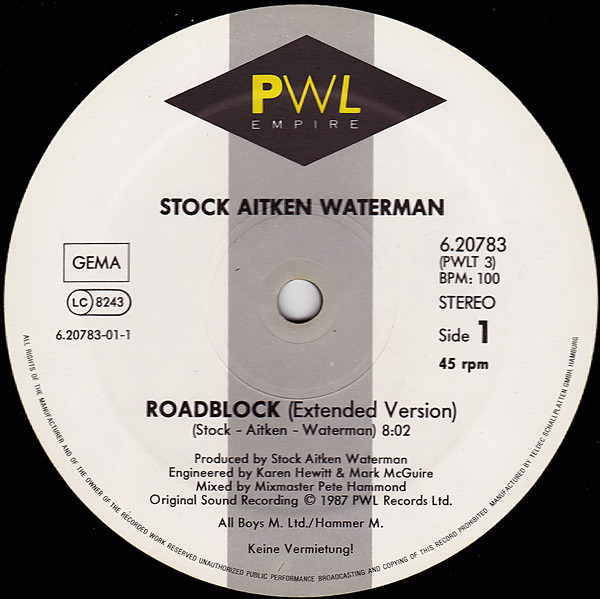 PWL
EMPIRE
STOCK AITKEN WATERMAN
GEMA
LC 8243
6.20783-01-1
6.20783
(PWLT 3)
BPM: 100
STEREO
Side 1
45 rpm
ROADBLOCK (Extended Version)
(Stock - Aitken - Waterman) 8:02
Produced by Stock Aitken Waterman
Engineered by Karen Hewitt & Mark McGuire
Mixed by Mixmaster Pete Hammond
Original Sound Recording © 1987 PWL Records Ltd.
All Boys M. Ltd./Hammer M.
Keine Vermietung!
ALL RIGHTS OF THE MANUFACTURER AND OF THE OWNER OF THE RECORDED WORK RESERVED UNAUTHORIZED PUBLIC PERFORMANCE BROADCASTING AND COPYING OF THIS RECORD PROHIBITED. MANUFACTURED BY TELDEC SCHALLPLATTEN GMBH, HAMBURG